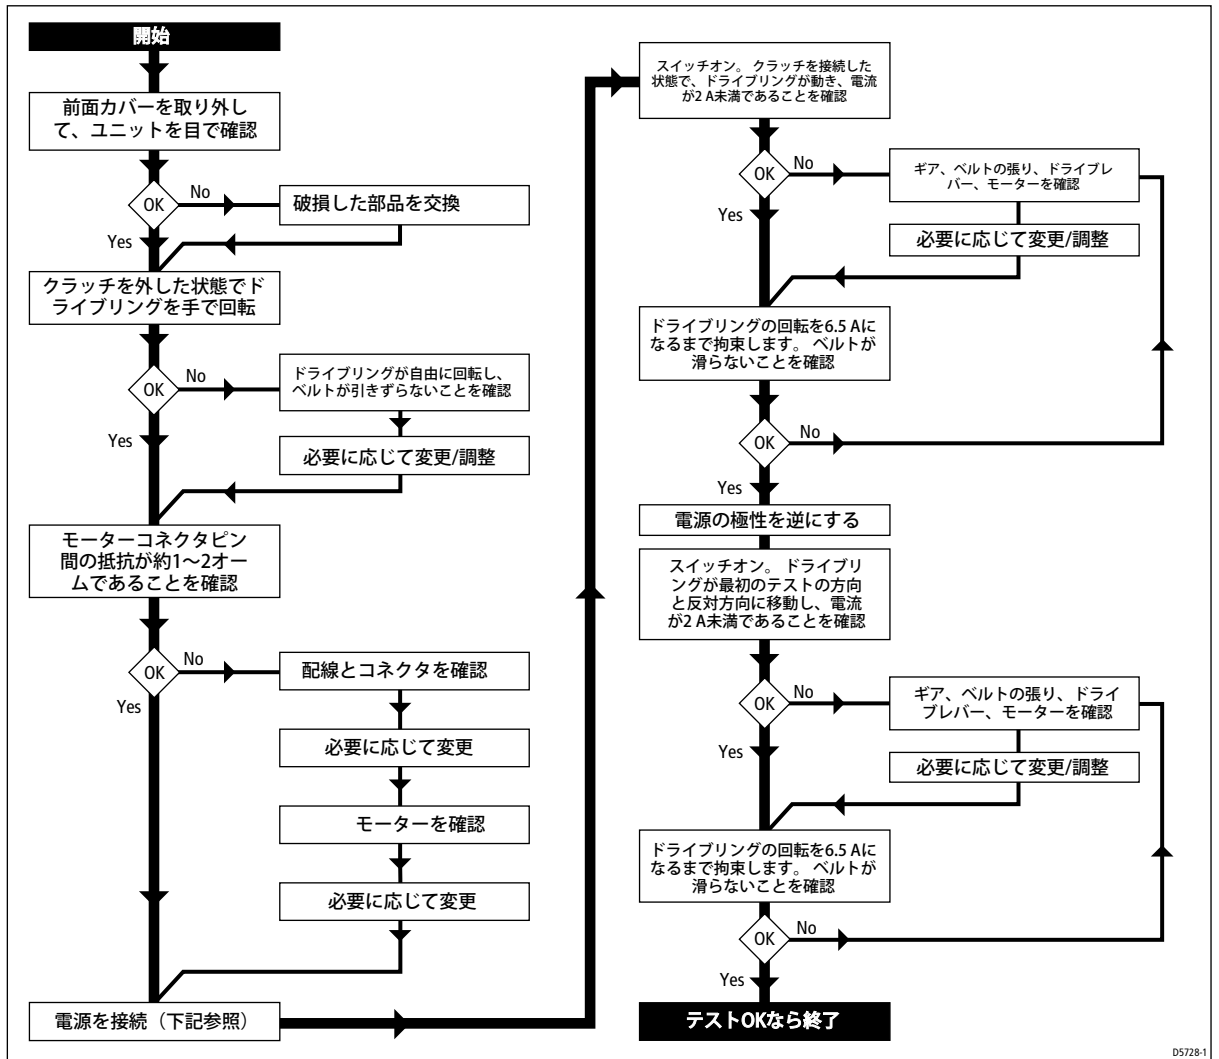 開始
前面カバーを取り外し
て、ユニットを目で確認
OK
No
破損した部品を交換
Yes
クラッチを外した状態でド
ライブリングを手で回転
OK
No
ドライブリングが自由に回転し、
ベルトが引きずらないことを確認
Yes
必要に応じて変更/調整
モーターコネクタピン
間の抵抗が約1～2オー
ムであることを確認
OK
No
配線とコネクタを確認
Yes
必要に応じて変更
モーターを確認
必要に応じて変更
電源を接続（下記参照）
スイッチオン。 クラッチを接続した
状態で、ドライブリングが動き、電流
が2 A未満であることを確認
OK
No
ギア、ベルトの張り、ドライブレ
バー、モーターを確認
Yes
必要に応じて変更/調整
ドライブリングの回転を6.5 Aに
なるまで拘束します。 ベルトが
滑らないことを確認
OK
No
Yes
電源の極性を逆にする
スイッチオン。 ドライブリ
ングが最初のテストの方向
と反対方向に移動し、電流
が2 A未満であることを確認
OK
No
ギア、ベルトの張り、ドライ
ブレバー、モーターを確認
Yes
必要に応じて変更/調整
ドライブリングの回転を6.5 Aに
なるまで拘束します。 ベルトが
滑らないことを確認
OK
No
Yes
テストOKなら終了
D5728-1